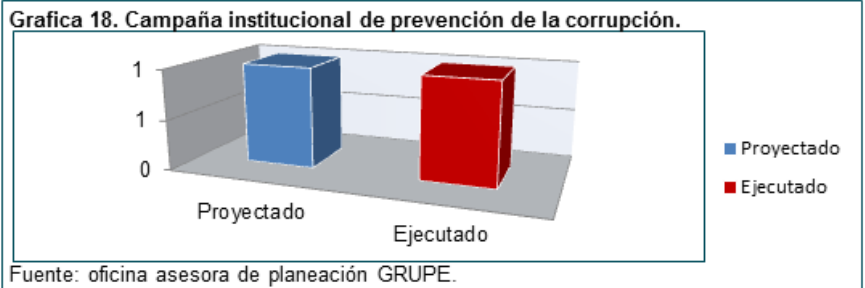 Grafica 18. Campaña institucional de prevención de la corrupción.
1
1
0
Proyectado
Ejecutado
Proyectado
Ejecutado
Fuente: oficina asesora de planeación GRUPE.